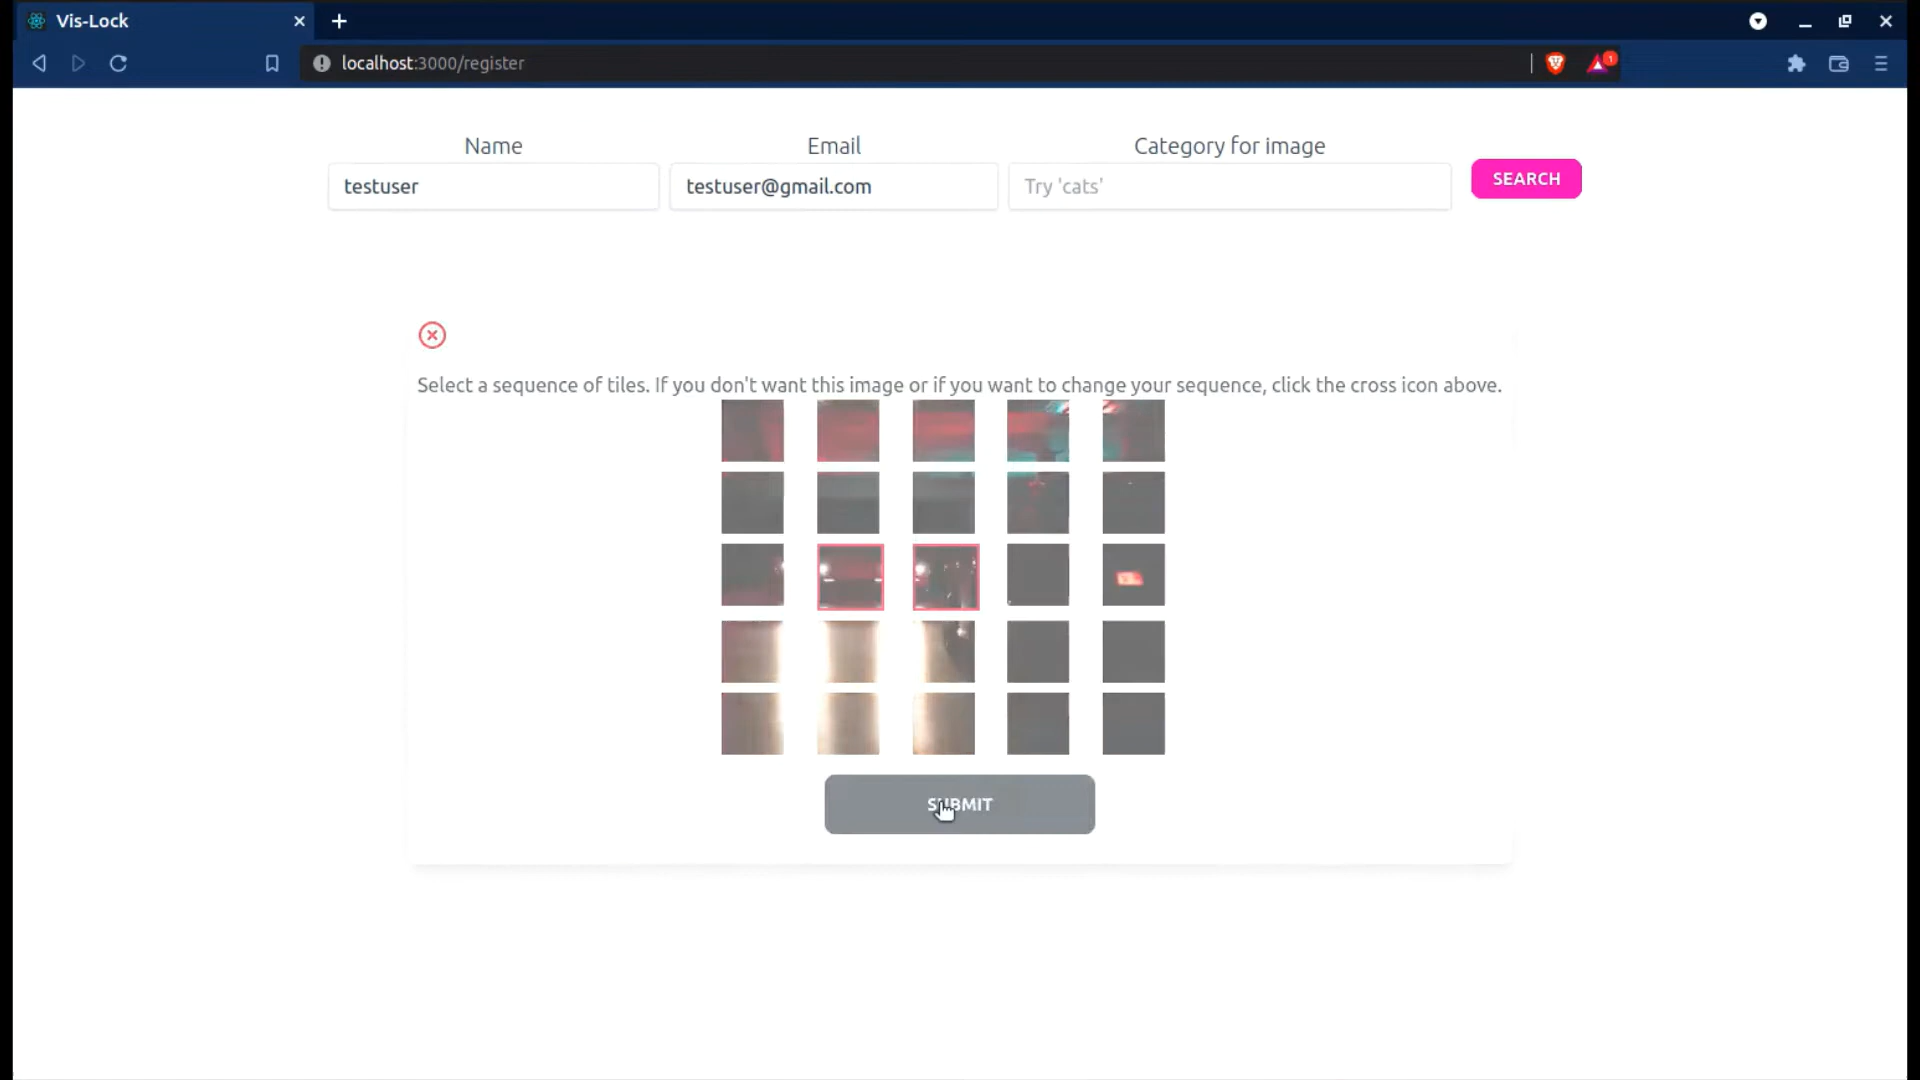 Vis-Lock
localhost:3000/register
1
Name
Email
Category for image
testuser
testuser@gmail.com
Try 'cats'
SEARCH
Select a sequence of tiles. If you don't want this image or if you want to change your sequence, click the cross icon above.
SUBMIT